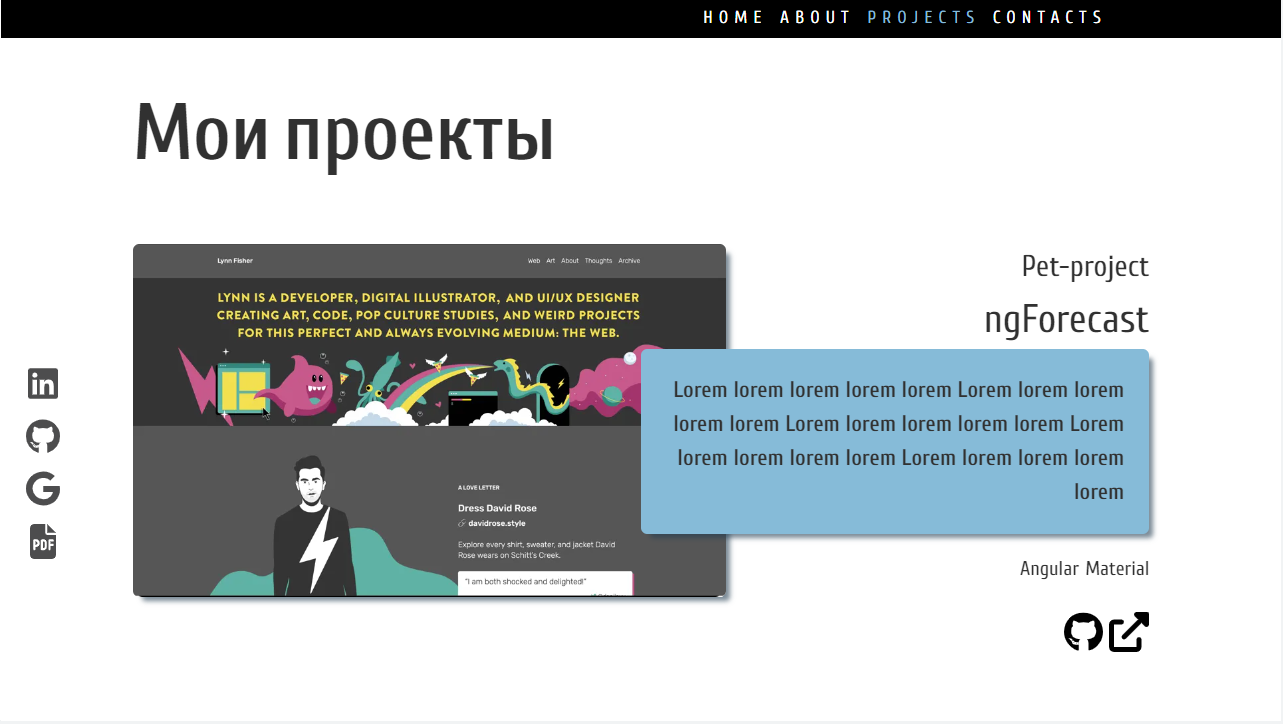 HOME ABOUT PROJECTS CONTACTS
Мои проекты
Lynn Fisher
Web Art About Thoughts Archive
LYNN IS A DEVELOPER, DIGITAL ILLUSTRATOR, AND UI/UX DESIGNER
CREATING ART, CODE, POP CULTURE STUDIES, AND WEIRD PROJECTS
FOR THIS PERFECT AND ALWAYS EVOLVING MEDIUM: THE WEB.
A LOVE LETTER
Dress David Rose
davidrose.style
Explore every shirt, sweater, and jacket David
Rose wears on Schitt's Creek.
"I am both shocked and delighted!"
Pet-project
ngForecast
Lorem lorem lorem lorem lorem Lorem lorem lorem
lorem lorem Lorem lorem lorem lorem lorem Lorem
lorem lorem lorem lorem Lorem lorem lorem lorem
lorem
Angular Material
in
G
PDF